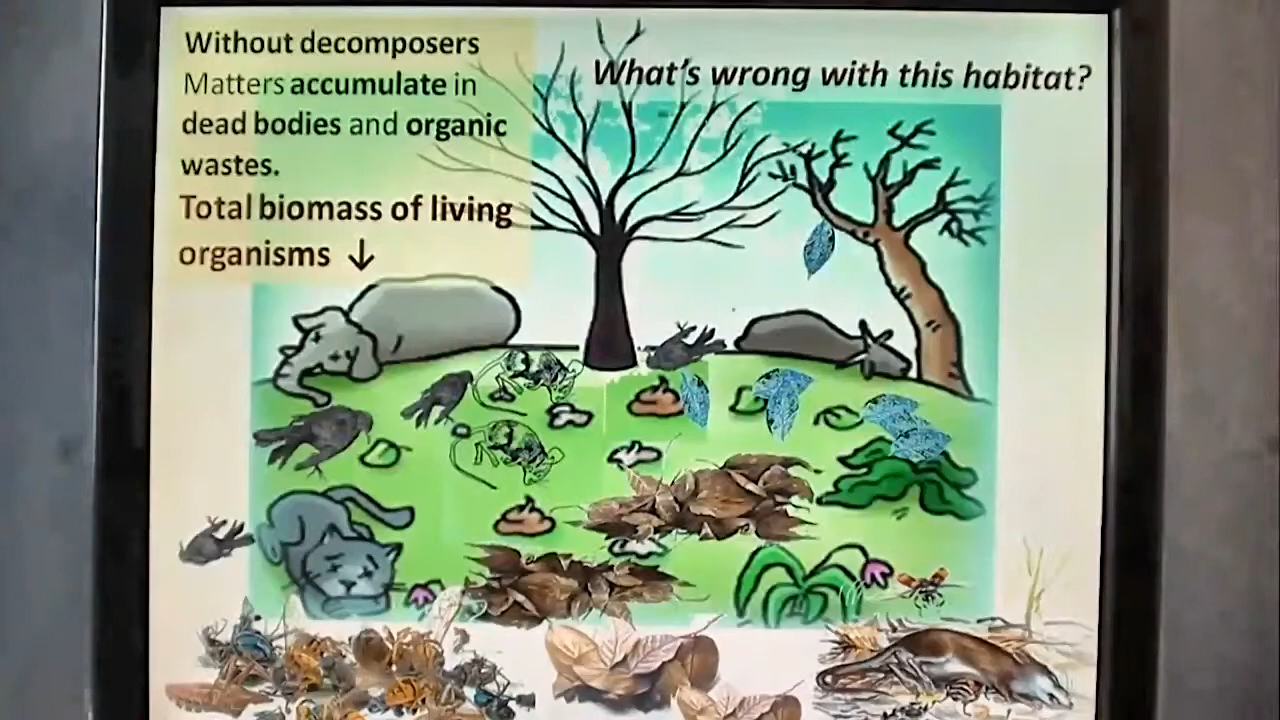 Without decomposers
Matters accumulate in
dead bodies and organic
wastes.
Total biomass of living
organisms ↓
What's wrong with this habitat?